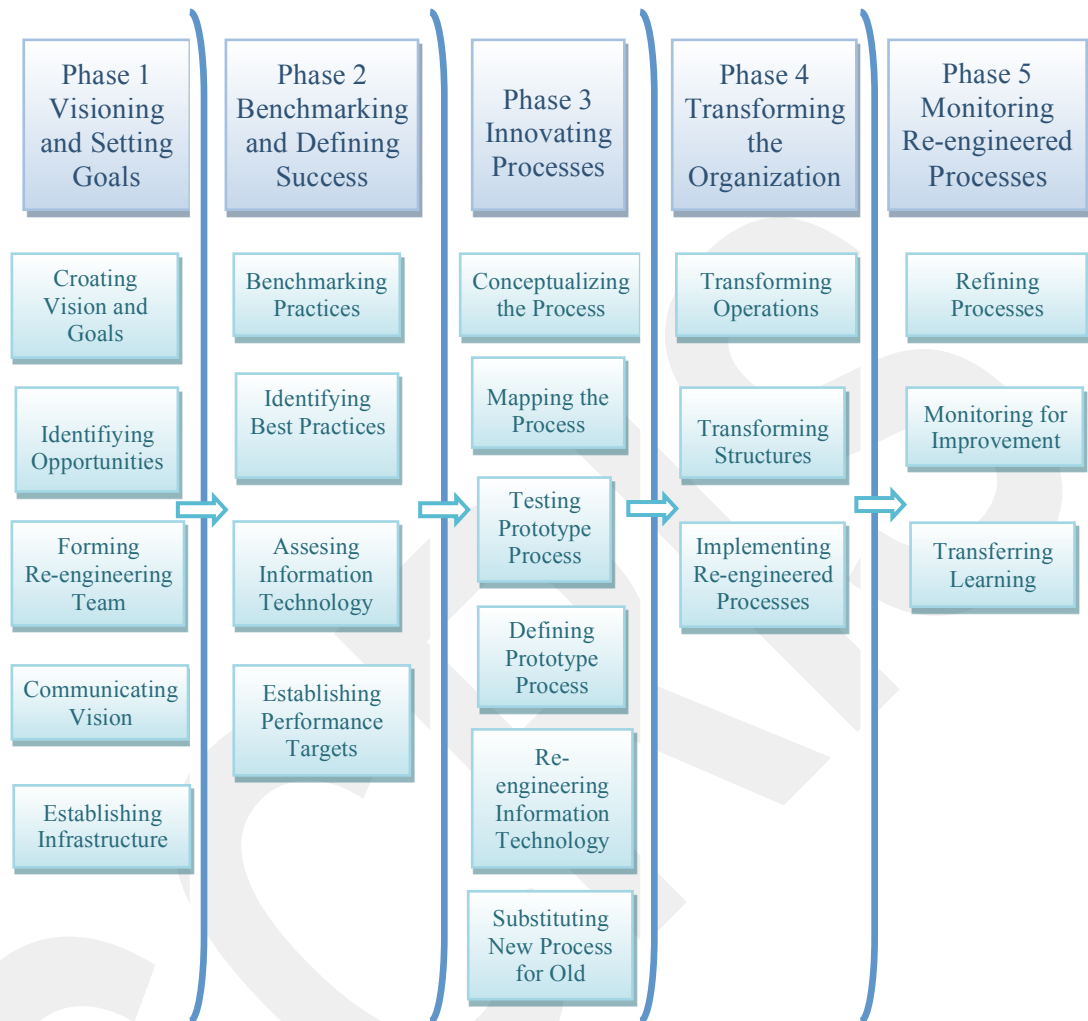 Phase 1
Visioning
and Setting
Goals
Croating
Vision and
Goals
Identifiying
Opportunities
Forming
Re-engineering
Team
Communicating
Vision
Establishing
Infrastructure
Phase 2
Benchmarking
and Defining
Success
Benchmarking
Practices
Identifying
Best Practices
Assesing
Information
Technology
Establishing
Performance
Targets
Phase 3
Innovating
Processes
Conceptualizing
the Process
Mapping the
Process
Testing
Prototype
Process
Defining
Prototype
Process
Re-
engineering
Information
Technology
Substituting
New Process
for Old
Phase 4
Transforming
the
Organization
Transforming
Operations
Transforming
Structures
Implementing
Re-engineered
Processes
Phase 5
Monitoring
Re-engineered
Processes
Refining
Processes
Monitoring for
Improvement
Transferring
Learning